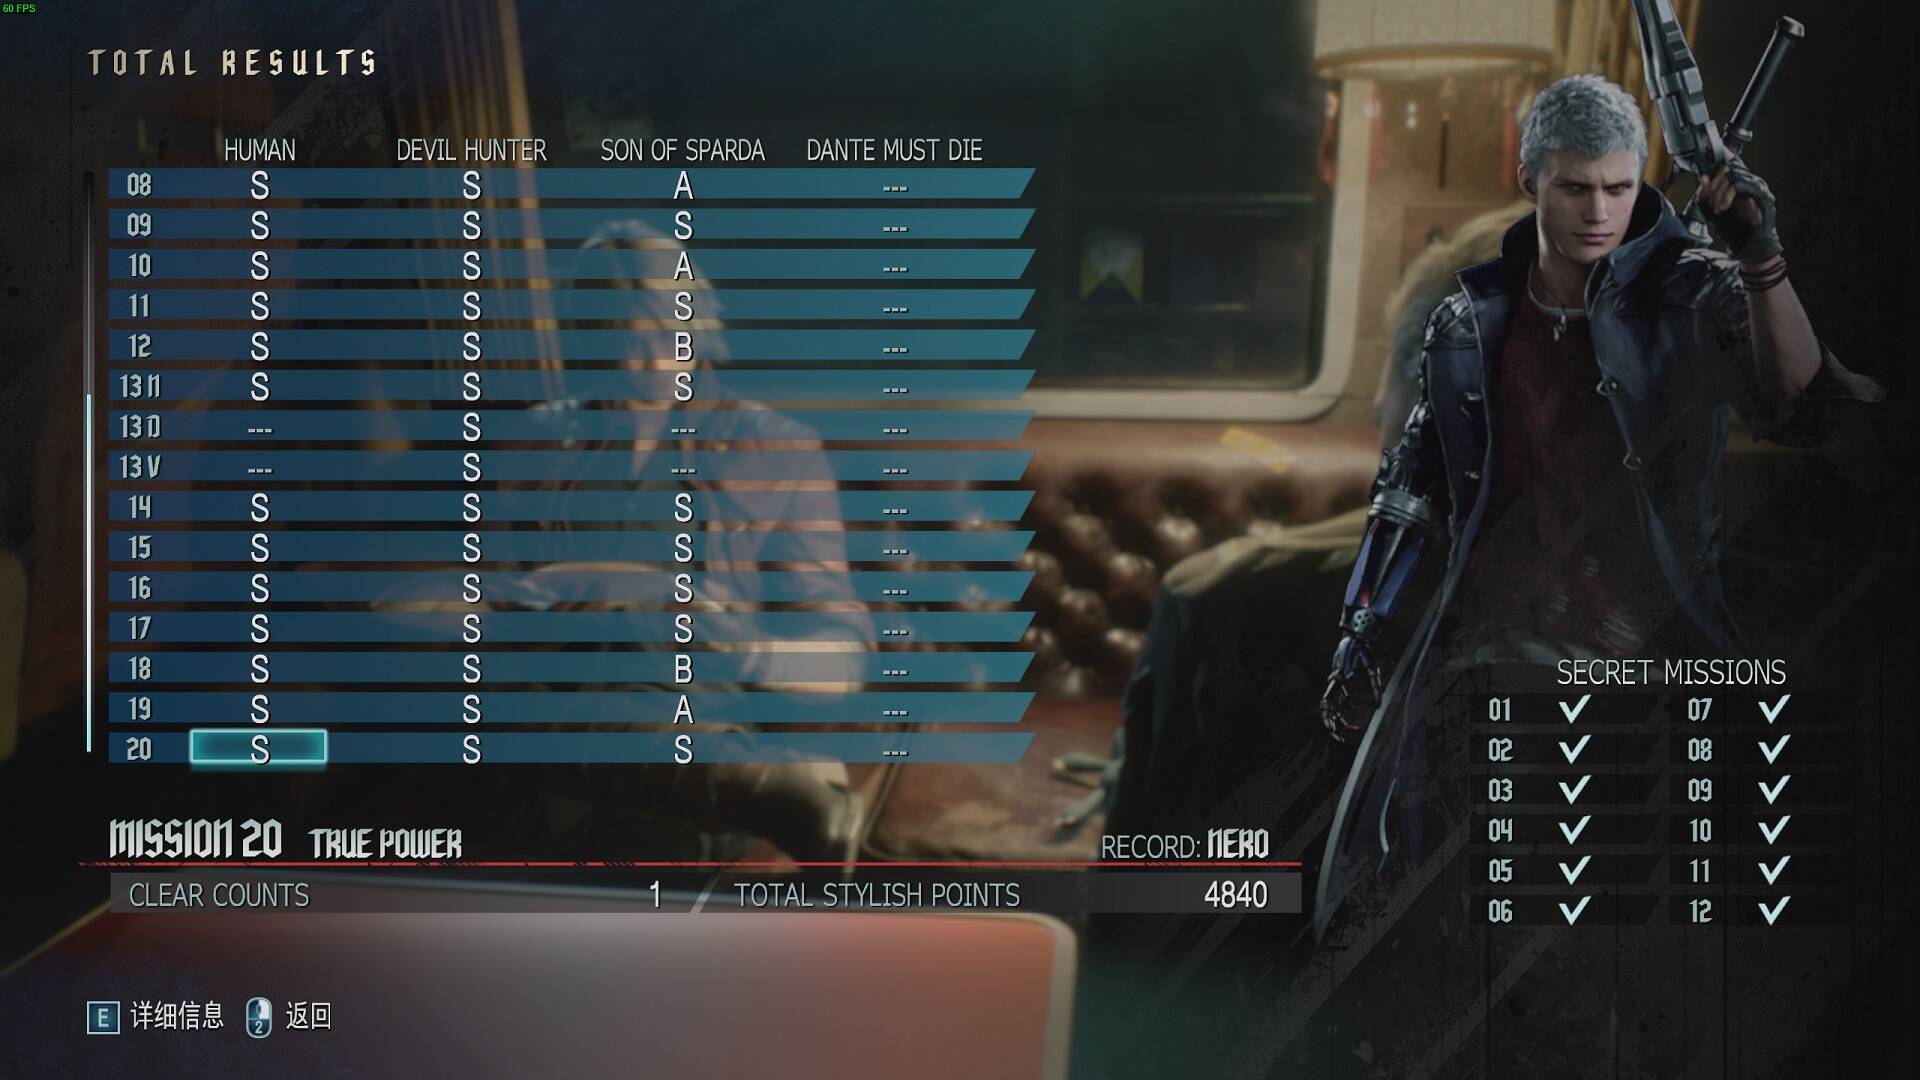 60 FPS
TOTAL RESULTS
HUMAN DEVIL HUNTER SON OF SPARDA DANTE MUST DIE
08 S S A ---
09 S S S ---
10 S S A ---
11 S S S ---
12 S S B ---
13 N S S S ---
13 D --- S --- ---
13 V --- S --- ---
14 S S S ---
15 S S S ---
16 S S S ---
17 S S S ---
18 S S B ---
19 S S A ---
20 S S S ---
MISSION 20 TRUE POWER RECORD: NERO
CLEAR COUNTS 1 / TOTAL STYLISH POINTS 4840
SECRET MISSIONS
01 ✓ 07 ✓
02 ✓ 08 ✓
03 ✓ 09 ✓
04 ✓ 10 ✓
05 ✓ 11 ✓
06 ✓ 12 ✓
E 详细信息 2 返回